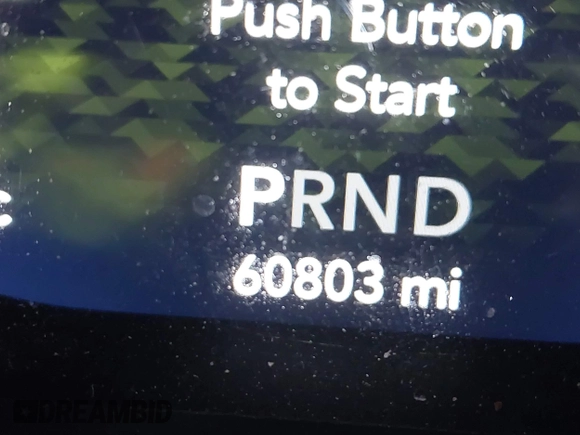 Push Button
to Start
PRND
60803 mi
DREAMBID